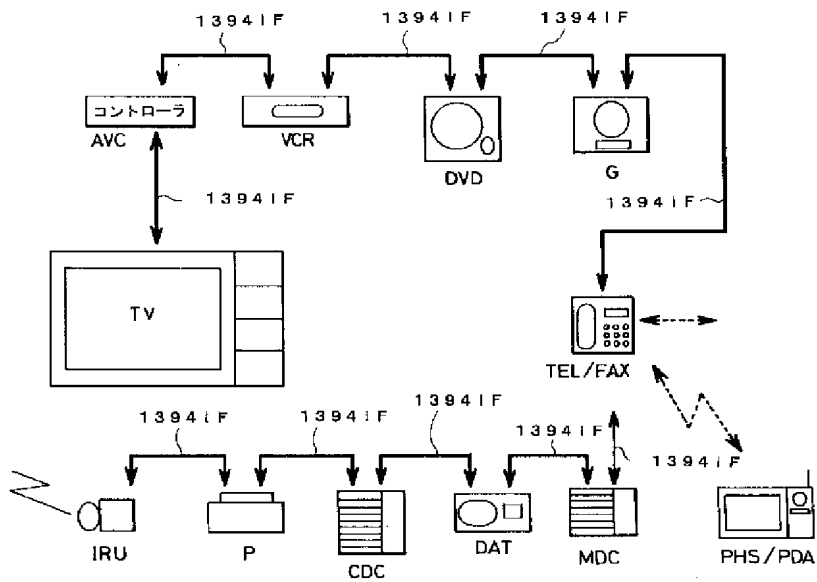 1394IF
1394IF
1394IF
コントローラ
AVC
VCR
DVD
G
1394IF
1394IF
TV
TEL/FAX
1394IF
1394IF
1394IF
1394IF
1394IF
IRU
P
CDC
DAT
MDC
PHS/PDA